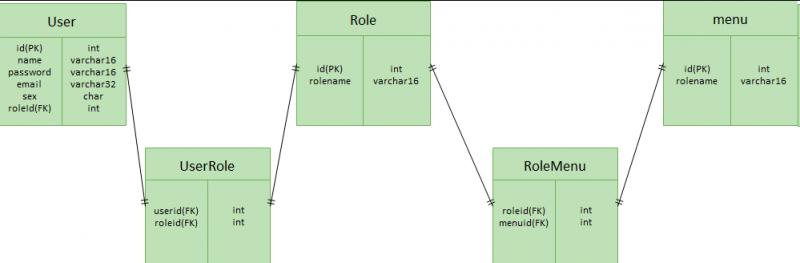 User
id(PK) int
name varchar16
password varchar16
email varchar32
sex char
roleId(FK) int
Role
id(PK) int
rolename varchar16
menu
id(PK) int
rolename varchar16
UserRole
userid(FK) int
roleid(FK) int
RoleMenu
roleid(FK) int
menuid(FK) int